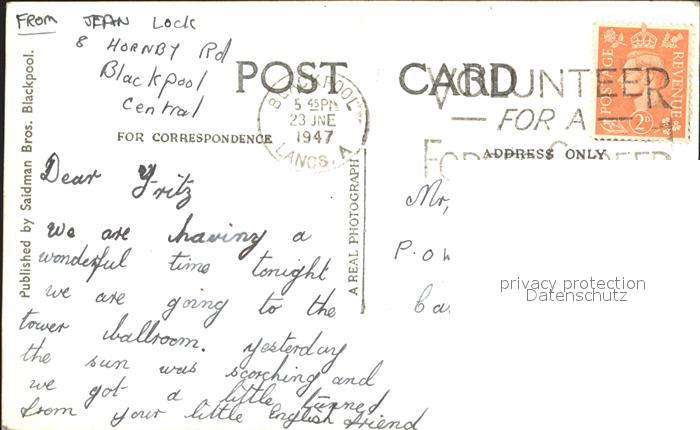 FROM JEAN Lock
8 HORNBY Rd
Blackpool
Central
POST CARD
FOR CORRESPONDENCE
ADDRESS ONLY
BLACKPOOL
5 45 PM
23 JNE
1947
LANCS. A
VOLUNTEER
FOR A
POSTAGE REVENUE
2D
Published by Saidman Bros. Blackpool.
A REAL PHOTOGRAPH
Dear Fritz
We are having a
wonderful time tonight
we are going to the
tower ballroom. yesterday
the sun was scorching and
we got a little tanned
from your little English friend
Mr,
P.O
privacy protection
Datenschutz